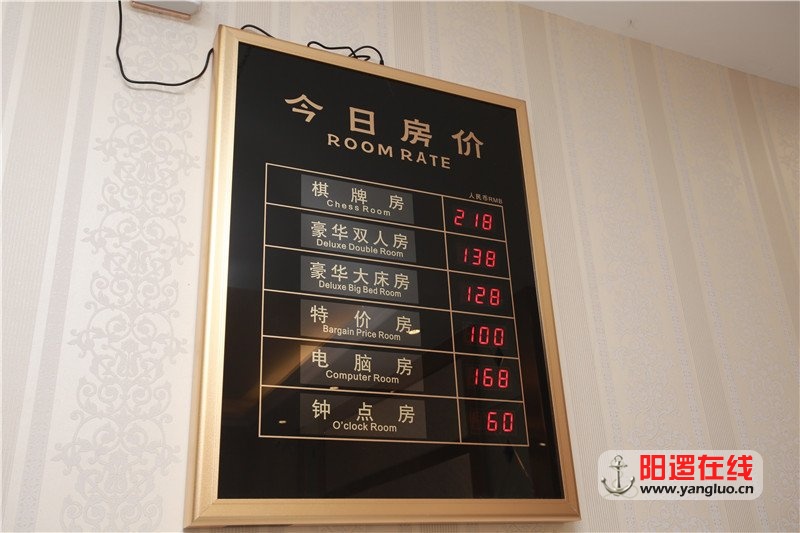 今日房价
ROOM RATE
人民币RMB
棋牌房 218
Chess Room
豪华双人房 138
Deluxe Double Room
豪华大床房 128
Deluxe Big Bed Room
特价房 100
Bargain Price Room
电脑房 168
Computer Room
钟点房 60
O'clock Room
阳逻在线
www.yangluo.cn